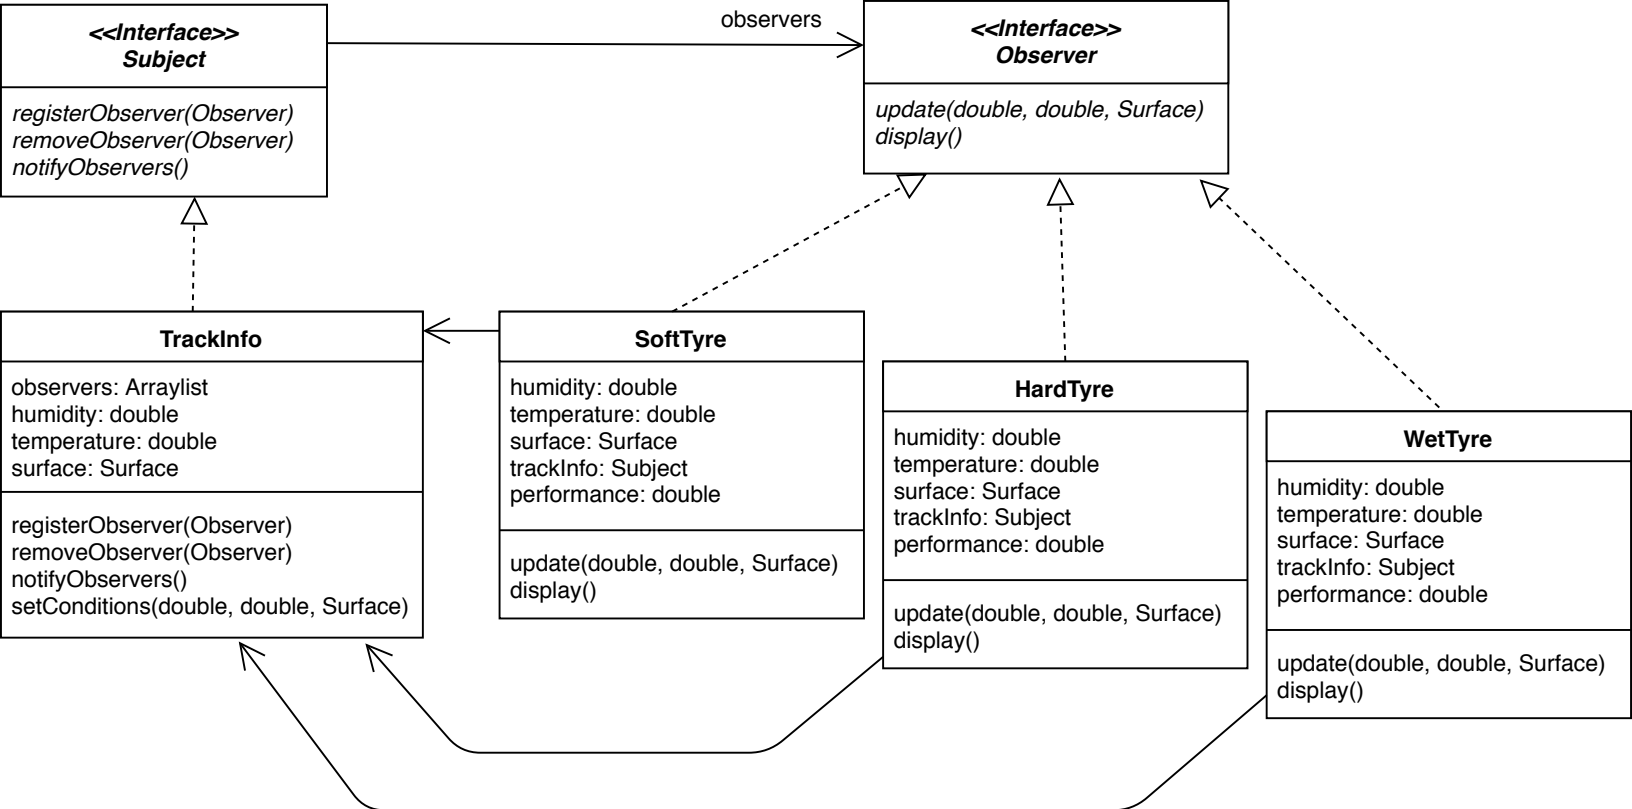 <<Interface>>
Subject
registerObserver(Observer)
removeObserver(Observer)
notifyObservers()
observers
<<Interface>>
Observer
update(double, double, Surface)
display()
TrackInfo
observers: Arraylist
humidity: double
temperature: double
surface: Surface
registerObserver(Observer)
removeObserver(Observer)
notifyObservers()
setConditions(double, double, Surface)
SoftTyre
humidity: double
temperature: double
surface: Surface
trackInfo: Subject
performance: double
update(double, double, Surface)
display()
HardTyre
humidity: double
temperature: double
surface: Surface
trackInfo: Subject
performance: double
update(double, double, Surface)
display()
WetTyre
humidity: double
temperature: double
surface: Surface
trackInfo: Subject
performance: double
update(double, double, Surface)
display()